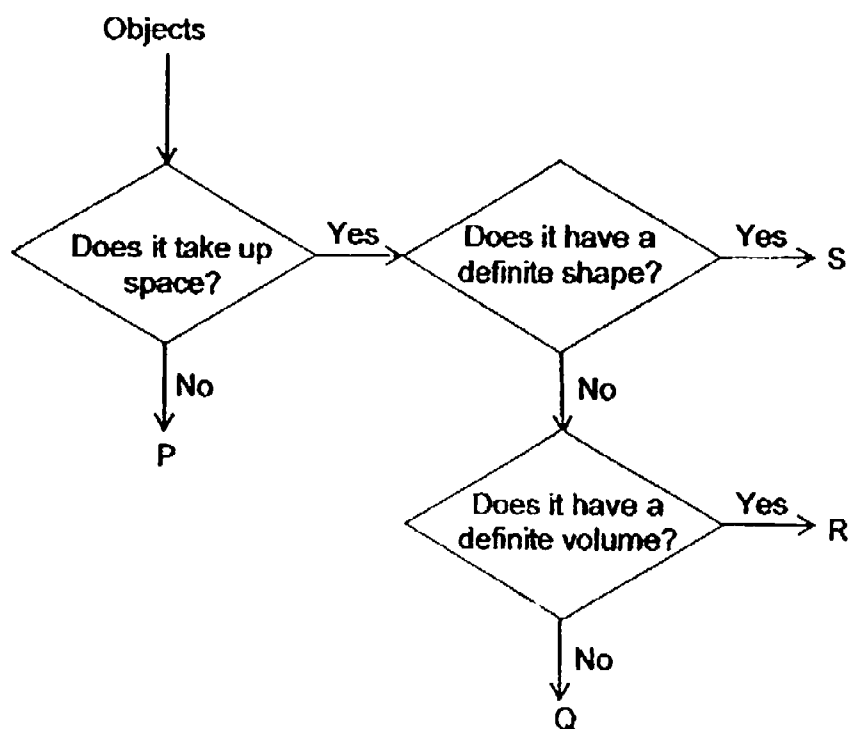 Objects
Does it take up
space?
Yes
Does it have a
definite shape?
Yes
S
No
P
No
Does it have a
definite volume?
Yes
R
No
Q